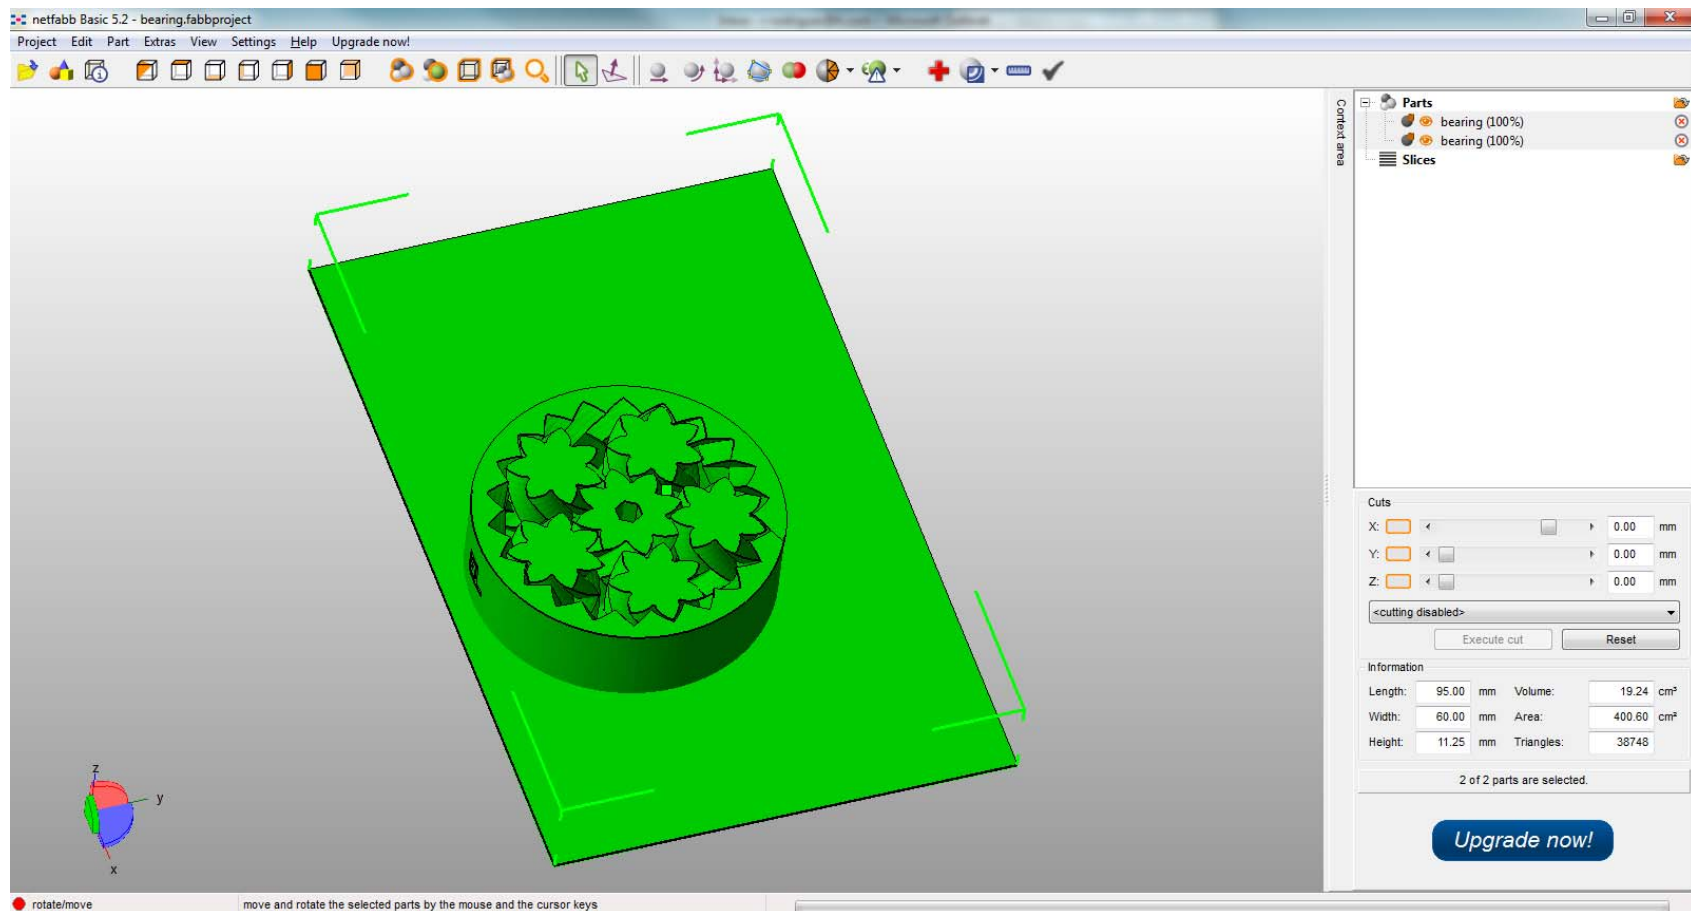 netfabb Basic 5.2 - bearing.fabbproject
Project Edit Part Extras View Settings Help Upgrade now!
Context area
Parts
bearing (100%)
bearing (100%)
Slices
Cuts
X: 0.00 mm
Y: 0.00 mm
Z: 0.00 mm
<cutting disabled>
Execute cut Reset
Information
Length: 95.00 mm Volume: 19.24 cm³
Width: 60.00 mm Area: 400.60 cm²
Height: 11.25 mm Triangles: 38748
2 of 2 parts are selected.
Upgrade now!
z
y
x
rotate/move move and rotate the selected parts by the mouse and the cursor keys